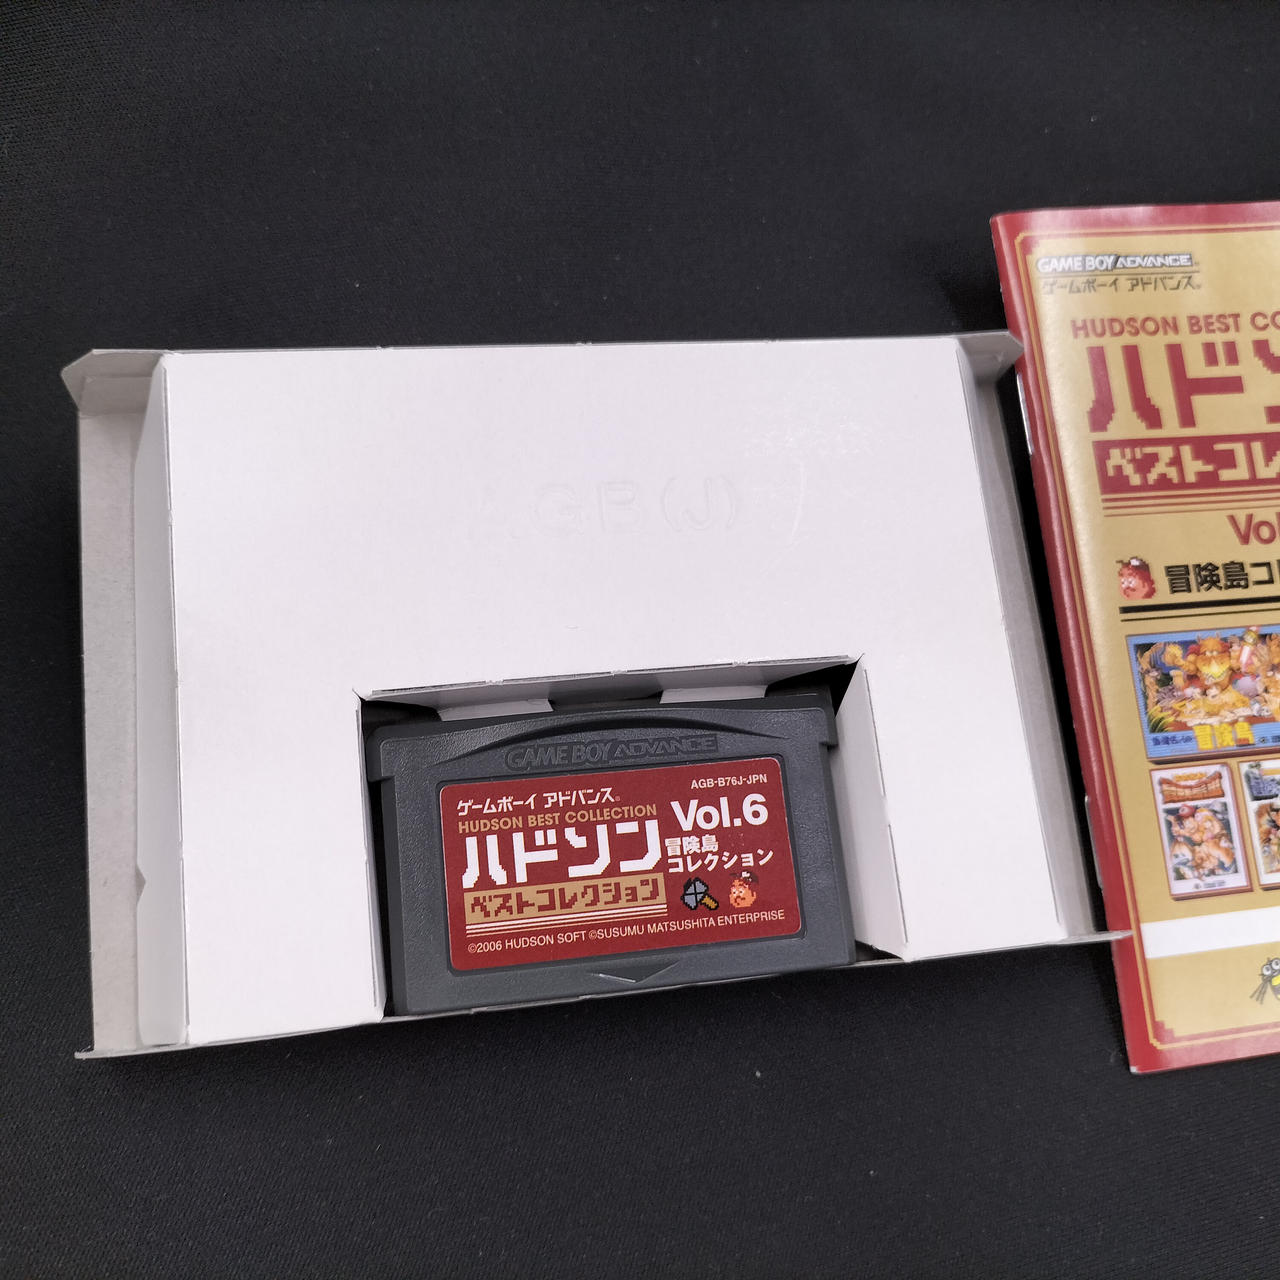 AGB(J)
GAME BOY ADVANCE
AGB-B76J-JPN
ゲームボーイ アドバンス®
HUDSON BEST COLLECTION
Vol.6
ハドソン
冒険島
コレクション
ベストコレクション
©2006 HUDSON SOFT ©SUSUMU MATSUSHITA ENTERPRISE
GAME BOY ADVANCE
ゲームボーイ アドバンス®
HUDSON BEST CO
ハドソ
ベストコレ
Vol
冒険島コレ
冒険島